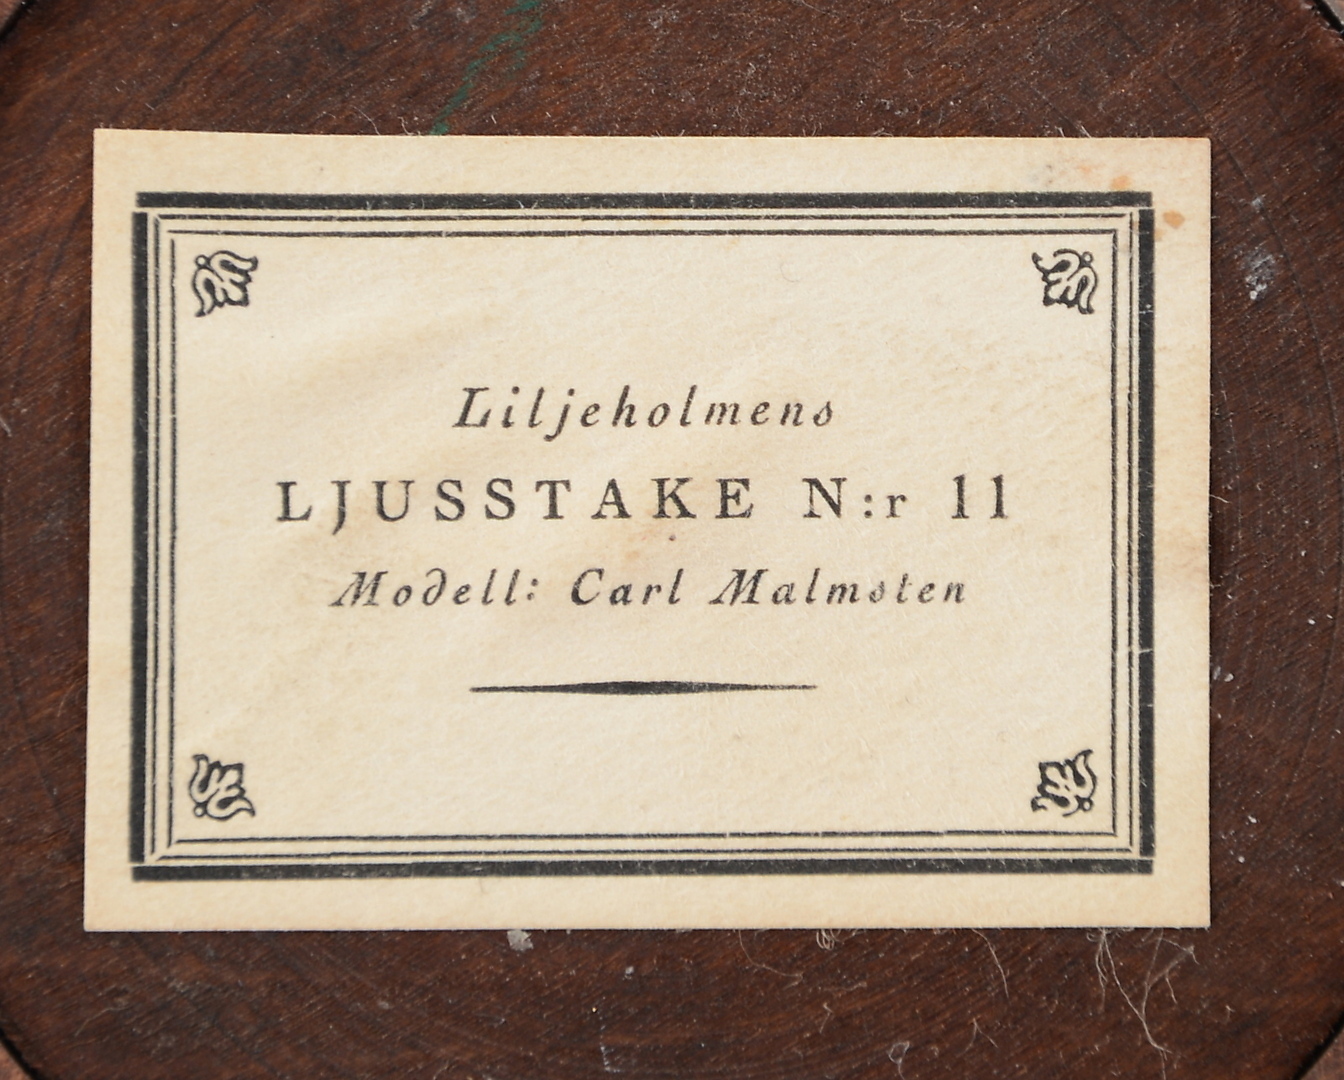 Liljeholmens
LJUSSTAKE N:r 11
Modell: Carl Malmsten